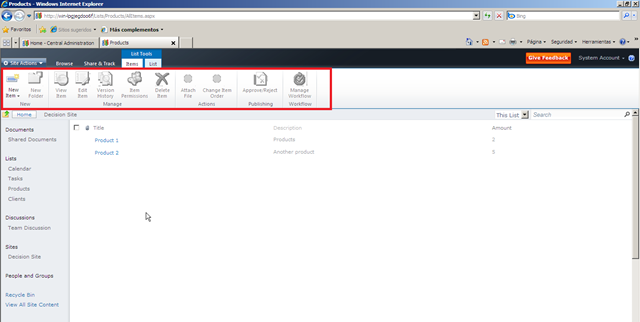 Products - Windows Internet Explorer
/Lists/Products/AllItems.aspx
Bing
Favoritos
Sitios sugeridos
Más complementos
Home - Central Administration
Products
Página
Seguridad
Herramientas
List Tools
Site Actions
Browse
Share & Track
Items
List
Give Feedback
System Account
New Item
New Folder
View Item
Edit Item
Version History
Item Permissions
Delete Item
Attach File
Change Item Order
Approve/Reject
Manage Workflow
New
Manage
Actions
Publishing
Workflow
Home
Decision Site
This List
Search
Documents
Shared Documents
Lists
Calendar
Tasks
Products
Clients
Discussions
Team Discussion
Sites
Decision Site
People and Groups
Recycle Bin
View All Site Content
Title Description Amount
Product 1 Products 2
Product 2 Another product 5